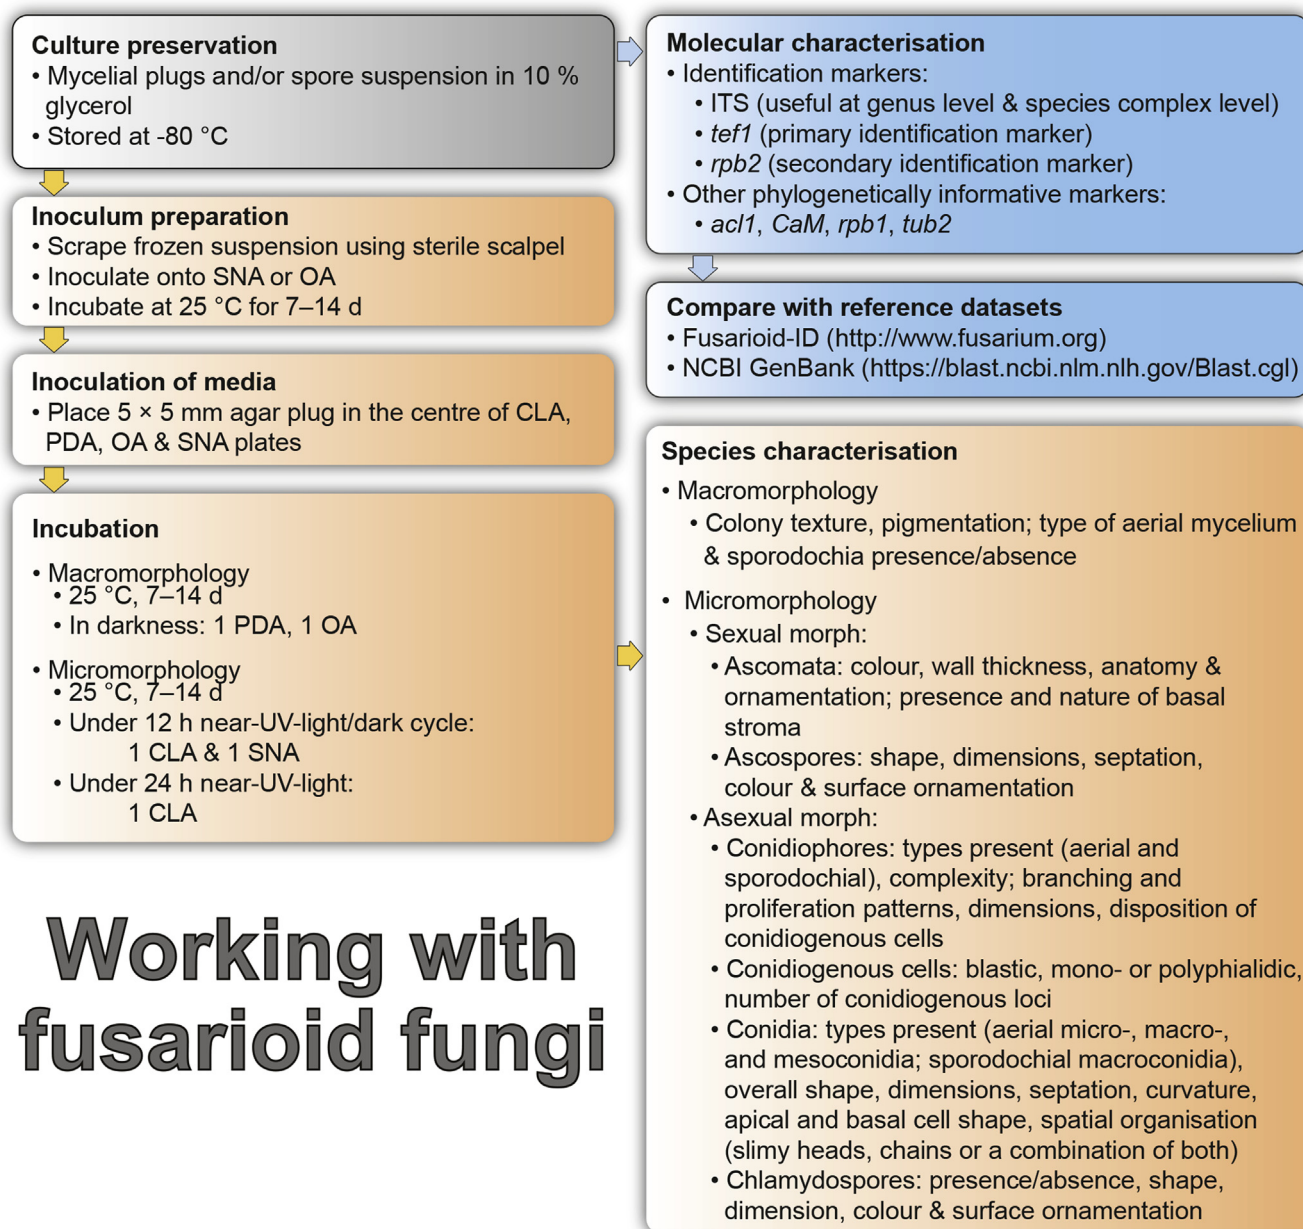 Culture preservation
• Mycelial plugs and/or spore suspension in 10 %
glycerol
• Stored at -80 °C
Inoculum preparation
• Scrape frozen suspension using sterile scalpel
• Inoculate onto SNA or OA
• Incubate at 25 °C for 7–14 d
Inoculation of media
• Place 5 × 5 mm agar plug in the centre of CLA,
PDA, OA & SNA plates
Incubation
• Macromorphology
• 25 °C, 7–14 d
• In darkness: 1 PDA, 1 OA
• Micromorphology
• 25 °C, 7–14 d
• Under 12 h near-UV-light/dark cycle:
1 CLA & 1 SNA
• Under 24 h near-UV-light:
1 CLA
Working with
fusarioid fungi
Molecular characterisation
• Identification markers:
• ITS (useful at genus level & species complex level)
• tef1 (primary identification marker)
• rpb2 (secondary identification marker)
• Other phylogenetically informative markers:
• acl1, CaM, rpb1, tub2
Compare with reference datasets
• Fusarioid-ID (http://www.fusarium.org)
• NCBI GenBank (https://blast.ncbi.nlm.nlh.gov/Blast.cgl)
Species characterisation
• Macromorphology
• Colony texture, pigmentation; type of aerial mycelium
& sporodochia presence/absence
• Micromorphology
• Sexual morph:
• Ascomata: colour, wall thickness, anatomy &
ornamentation; presence and nature of basal
stroma
• Ascospores: shape, dimensions, septation,
colour & surface ornamentation
• Asexual morph:
• Conidiophores: types present (aerial and
sporodochial), complexity; branching and
proliferation patterns, dimensions, disposition of
conidiogenous cells
• Conidiogenous cells: blastic, mono- or polyphialidic,
number of conidiogenous loci
• Conidia: types present (aerial micro-, macro-,
and mesoconidia; sporodochial macroconidia),
overall shape, dimensions, septation, curvature,
apical and basal cell shape, spatial organisation
(slimy heads, chains or a combination of both)
• Chlamydospores: presence/absence, shape,
dimension, colour & surface ornamentation